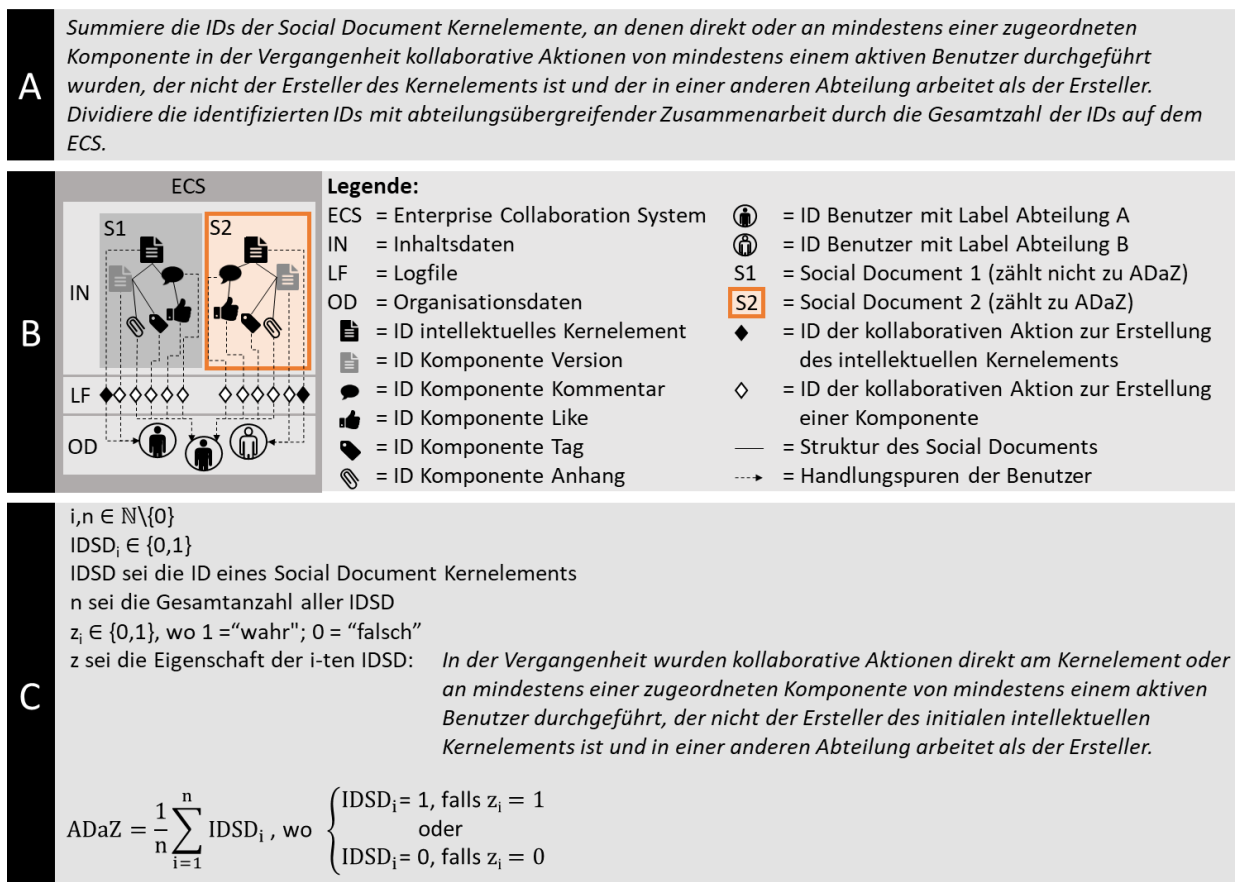 A
Summiere die IDs der Social Document Kernelemente, an denen direkt oder an mindestens einer zugeordneten
Komponente in der Vergangenheit kollaborative Aktionen von mindestens einem aktiven Benutzer durchgeführt
wurden, der nicht der Ersteller des Kernelements ist und der in einer anderen Abteilung arbeitet als der Ersteller.
Dividiere die identifizierten IDs mit abteilungsübergreifender Zusammenarbeit durch die Gesamtzahl der IDs auf dem
ECS.
B
ECS
S1
S2
IN
LF
OD
Legende:
ECS = Enterprise Collaboration System
IN = Inhaltsdaten
LF = Logfile
OD = Organisationsdaten
= ID intellektuelles Kernelement
= ID Komponente Version
= ID Komponente Kommentar
= ID Komponente Like
= ID Komponente Tag
= ID Komponente Anhang
= ID Benutzer mit Label Abteilung A
= ID Benutzer mit Label Abteilung B
S1 = Social Document 1 (zählt nicht zu ADaZ)
S2 = Social Document 2 (zählt zu ADaZ)
= ID der kollaborativen Aktion zur Erstellung
des intellektuellen Kernelements
= ID der kollaborativen Aktion zur Erstellung
einer Komponente
= Struktur des Social Documents
= Handlungspuren der Benutzer
C
i,n ∈ ℕ\{0}
IDSDᵢ ∈ {0,1}
IDSD sei die ID eines Social Document Kernelements
n sei die Gesamtanzahl aller IDSD
zᵢ ∈ {0,1}, wo 1 =“wahr"; 0 = “falsch”
z sei die Eigenschaft der i-ten IDSD: In der Vergangenheit wurden kollaborative Aktionen direkt am Kernelement oder
an mindestens einer zugeordneten Komponente von mindestens einem aktiven
Benutzer durchgeführt, der nicht der Ersteller des initialen intellektuellen
Kernelements ist und in einer anderen Abteilung arbeitet als der Ersteller.
ADaZ = 1/n ∑ᵢ₌₁ⁿ IDSDᵢ , wo { IDSDᵢ= 1, falls zᵢ = 1
oder
IDSDᵢ= 0, falls zᵢ = 0